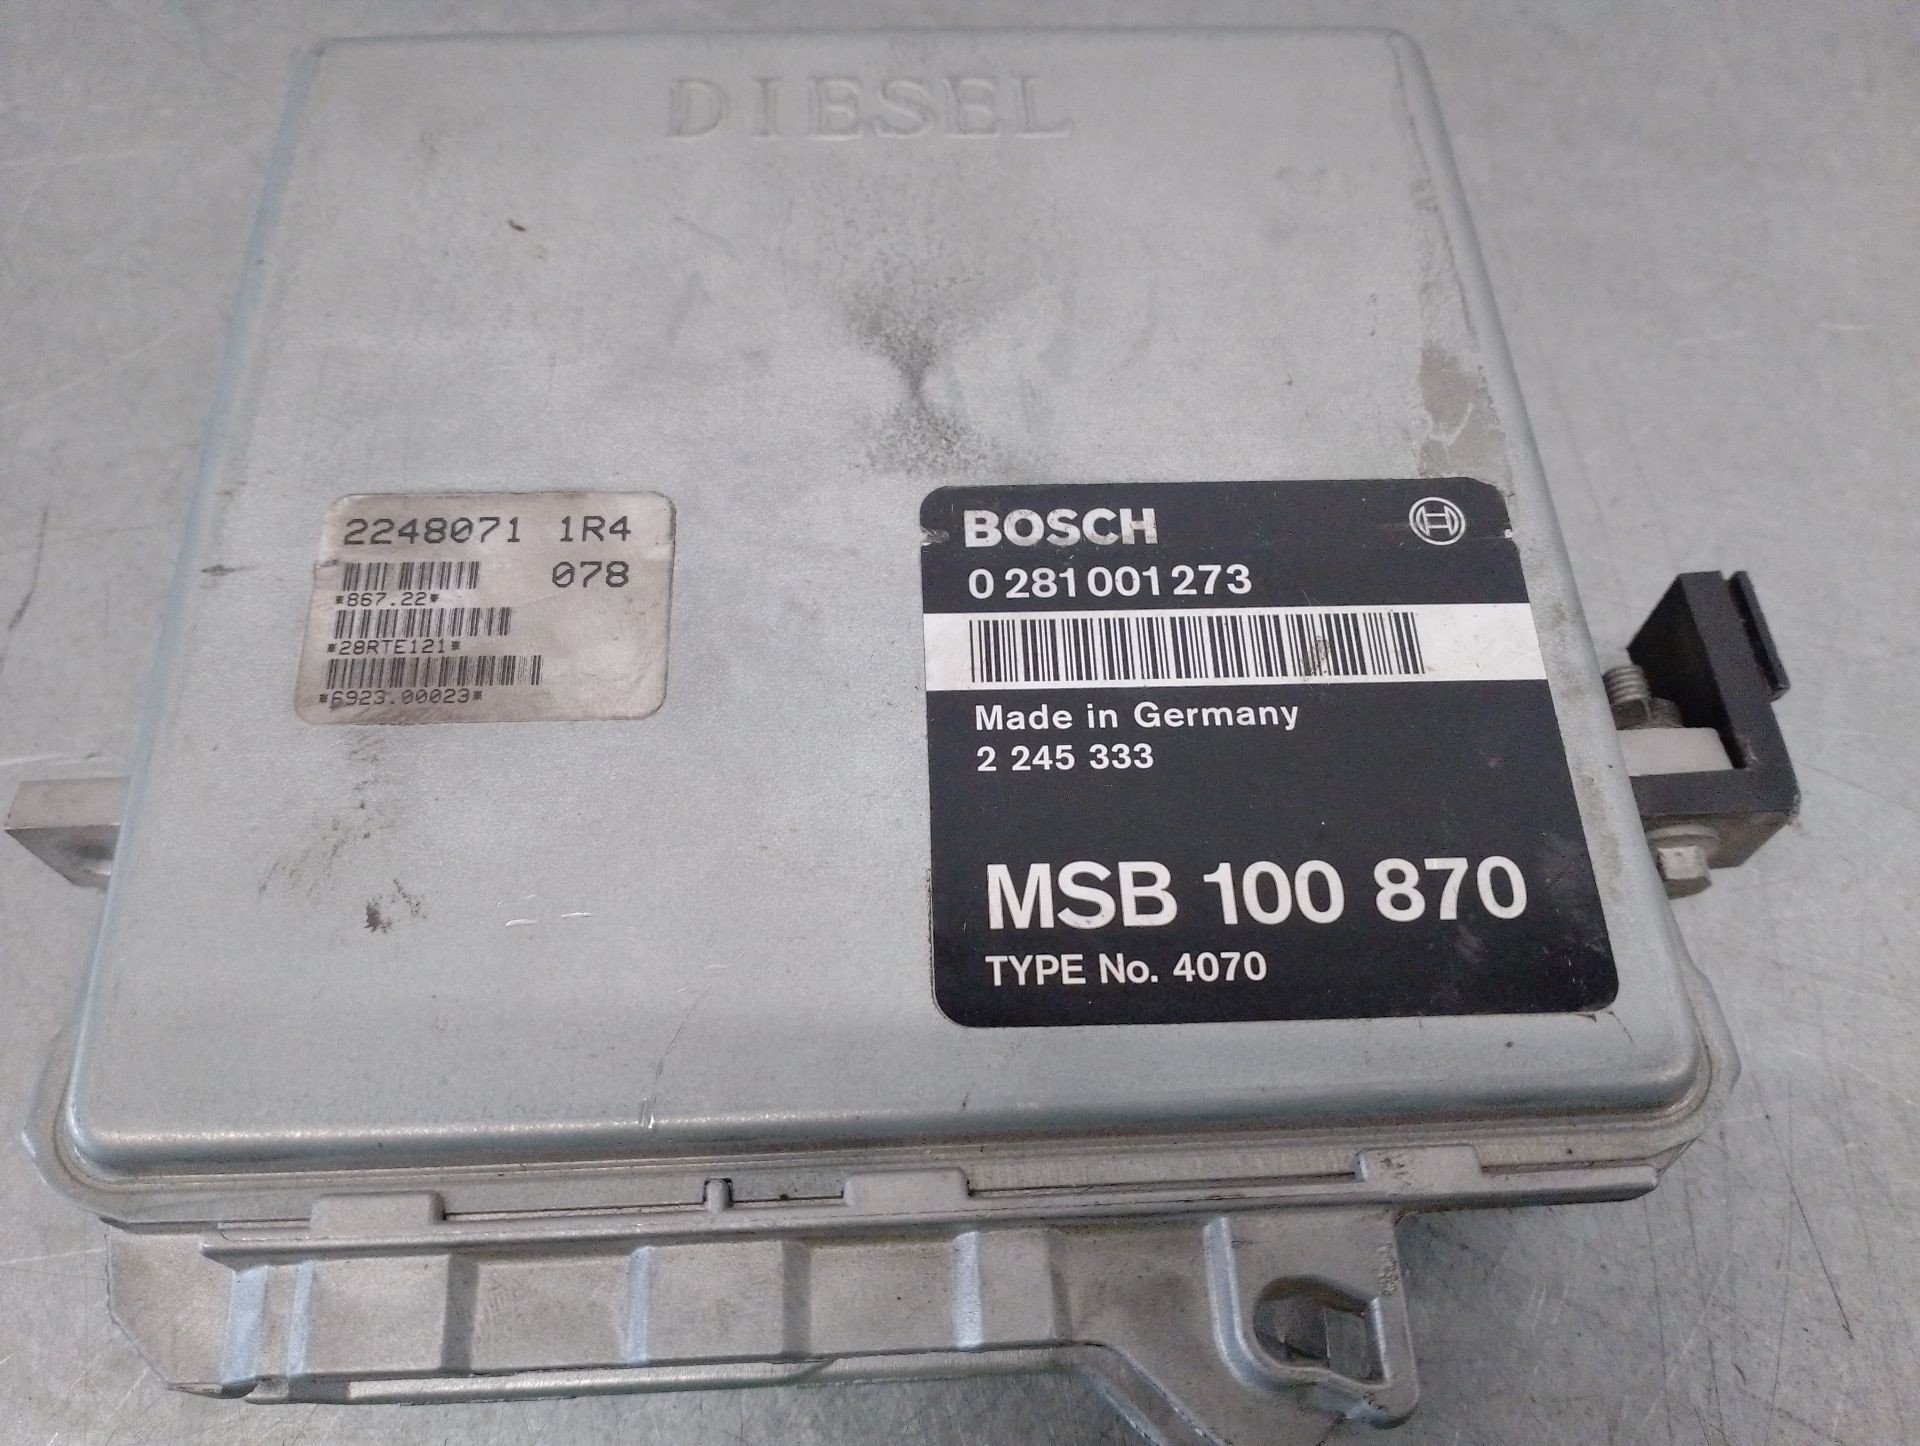 DIESEL
2248071 1R4
078
*867.22*
*28RTE121*
*6923.00023*
BOSCH
0 281 001 273
Made in Germany
2 245 333
MSB 100 870
TYPE No. 4070